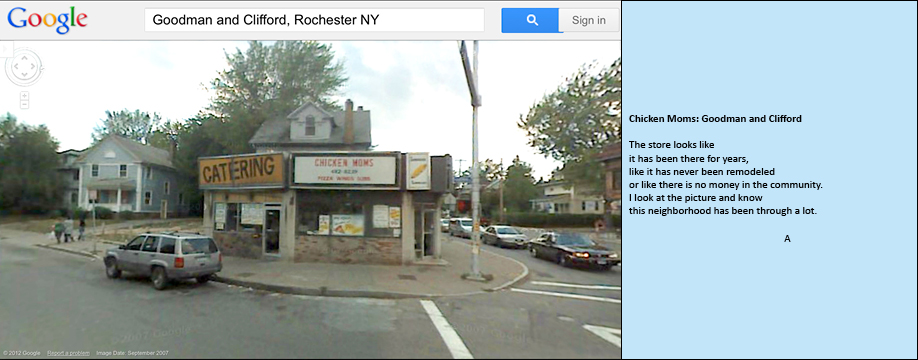 Google
Goodman and Clifford, Rochester NY
Sign in
CATERING
CHICKEN MOMS
482-6239
PIZZA WINGS SUBS
© 2012 Google
Report a problem
Image Date: September 2007
Chicken Moms: Goodman and Clifford
The store looks like
it has been there for years,
like it has never been remodeled
or like there is no money in the community.
I look at the picture and know
this neighborhood has been through a lot.
A